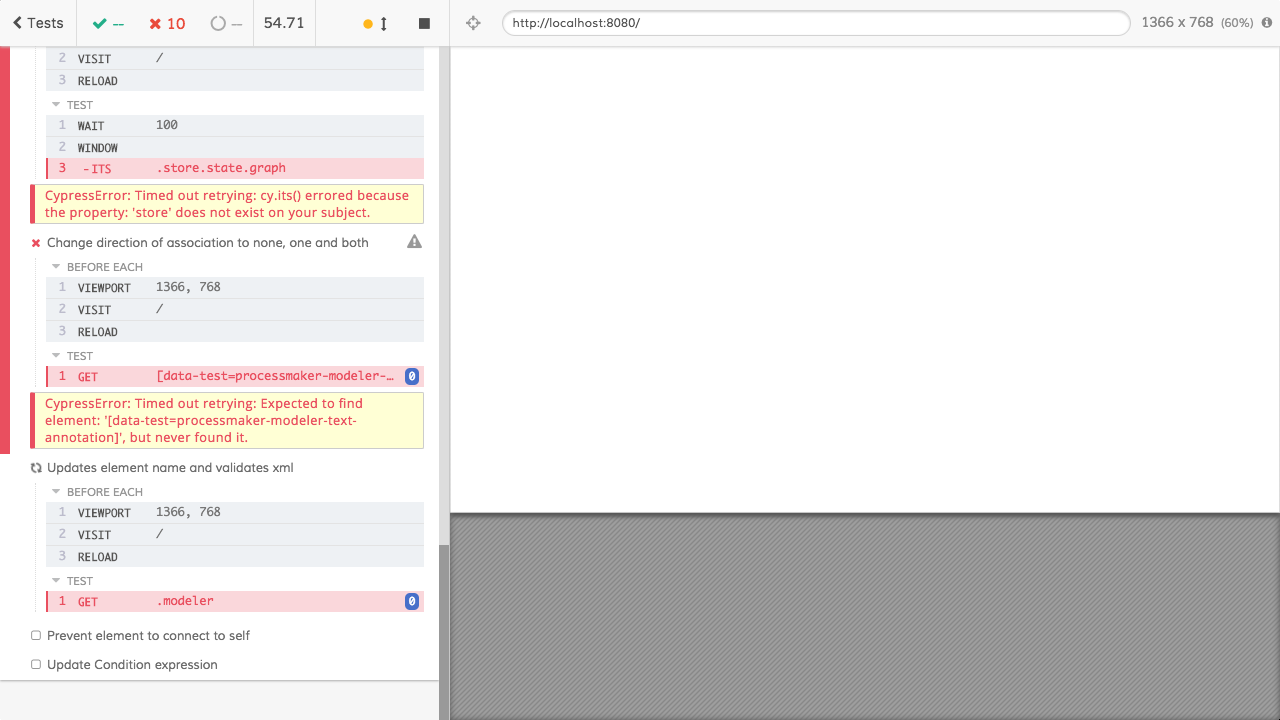 Tests
--
10
--
54.71
http://localhost:8080/
1366 x 768 (60%)
2 VISIT /
3 RELOAD
TEST
1 WAIT 100
2 WINDOW
3 - ITS .store.state.graph
CypressError: Timed out retrying: cy.its() errored because
the property: 'store' does not exist on your subject.
Change direction of association to none, one and both
BEFORE EACH
1 VIEWPORT 1366, 768
2 VISIT /
3 RELOAD
TEST
1 GET [data-test=processmaker-modeler-… 0
CypressError: Timed out retrying: Expected to find
element: '[data-test=processmaker-modeler-text-
annotation]', but never found it.
Updates element name and validates xml
BEFORE EACH
1 VIEWPORT 1366, 768
2 VISIT /
3 RELOAD
TEST
1 GET .modeler 0
Prevent element to connect to self
Update Condition expression